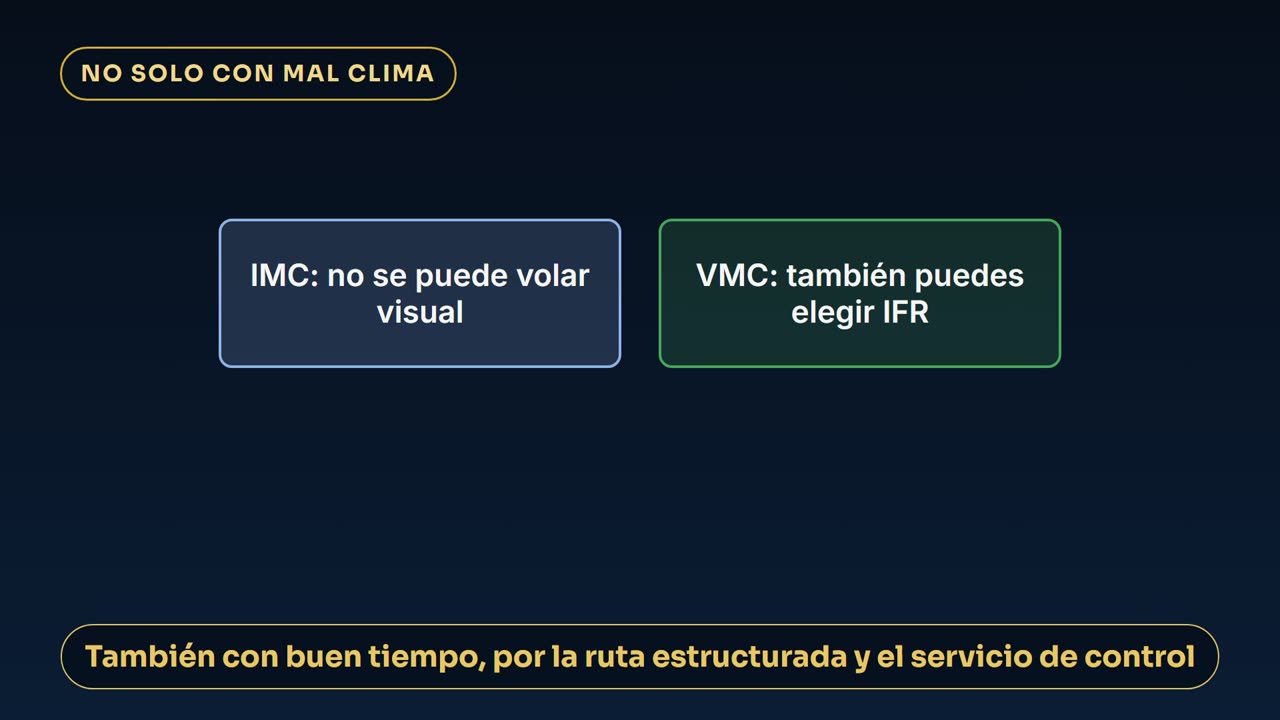 NO SOLO CON MAL CLIMA
IMC: no se puede volar
visual
VMC: también puedes
elegir IFR
También con buen tiempo, por la ruta estructurada y el servicio de control